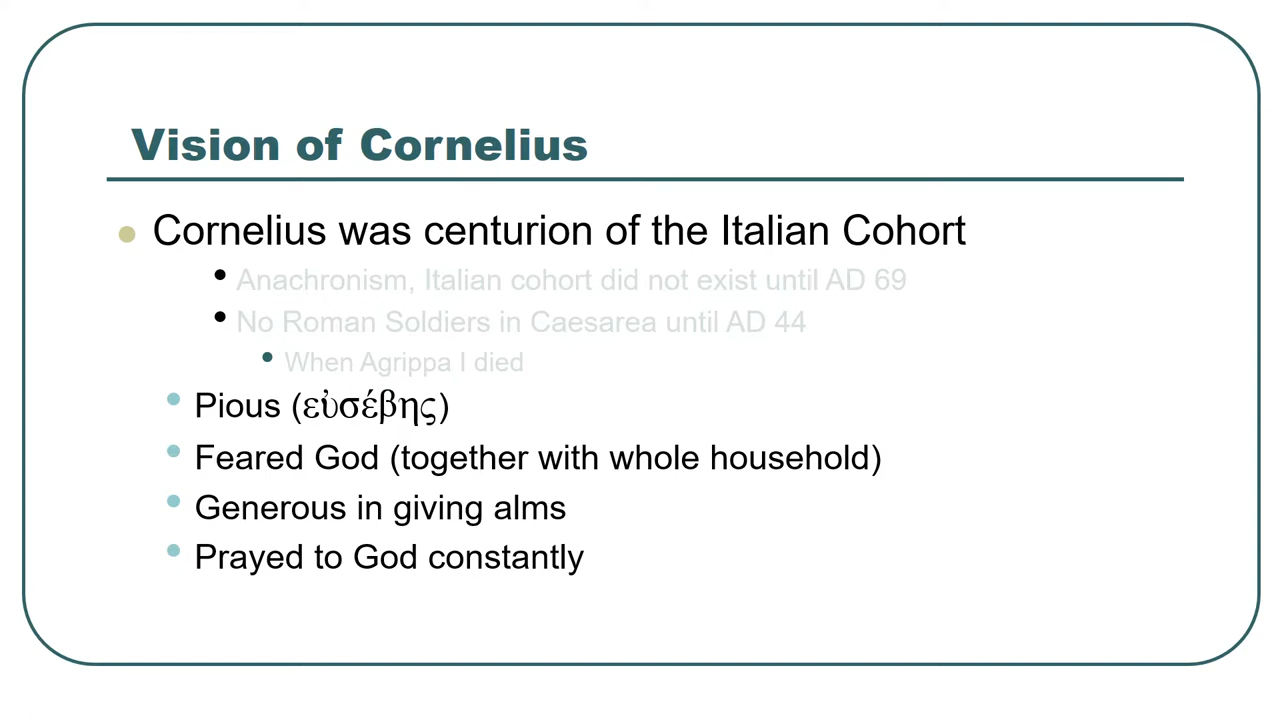 Vision of Cornelius
Cornelius was centurion of the Italian Cohort
Anachronism, Italian cohort did not exist until AD 69
No Roman Soldiers in Caesarea until AD 44
When Agrippa I died
Pious (εὐσέβης)
Feared God (together with whole household)
Generous in giving alms
Prayed to God constantly